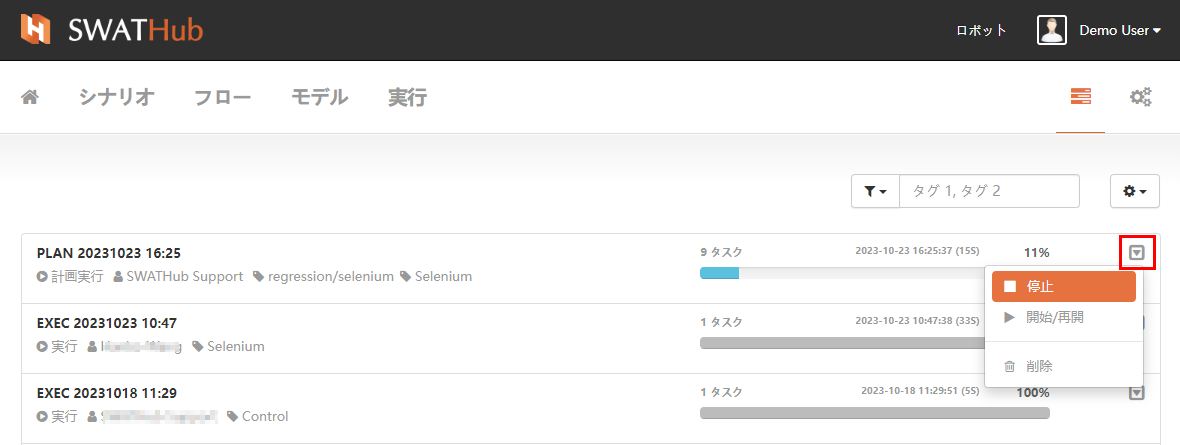 SWATHub
ロボット Demo User
シナリオ フロー モデル 実行
タグ 1, タグ 2
PLAN 20231023 16:25 9 タスク 2023-10-23 16:25:37 (15S) 11%
計画実行 SWATHub Support regression/selenium Selenium
停止
EXEC 20231023 10:47 1 タスク 2023-10-23 10:47:38 (33S) 開始/再開
実行 Selenium
削除
EXEC 20231018 11:29 1 タスク 2023-10-18 11:29:51 (5S) 100%
実行 Control